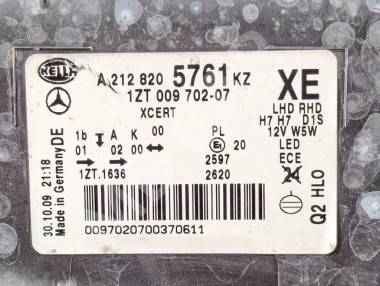 HELLA
A 212 820 5761 KZ
1ZT 009 702-07
XCERT
XE
LHD RHD
H7 H7 D1S
12V W5W
LED
ECE
24
Q2 HLO
1b T A K 00 PL
01 02 00 E1 20
2597
1ZT.1636 2620
0097020700370611
30.10.09 21:18
Made in Germany DE